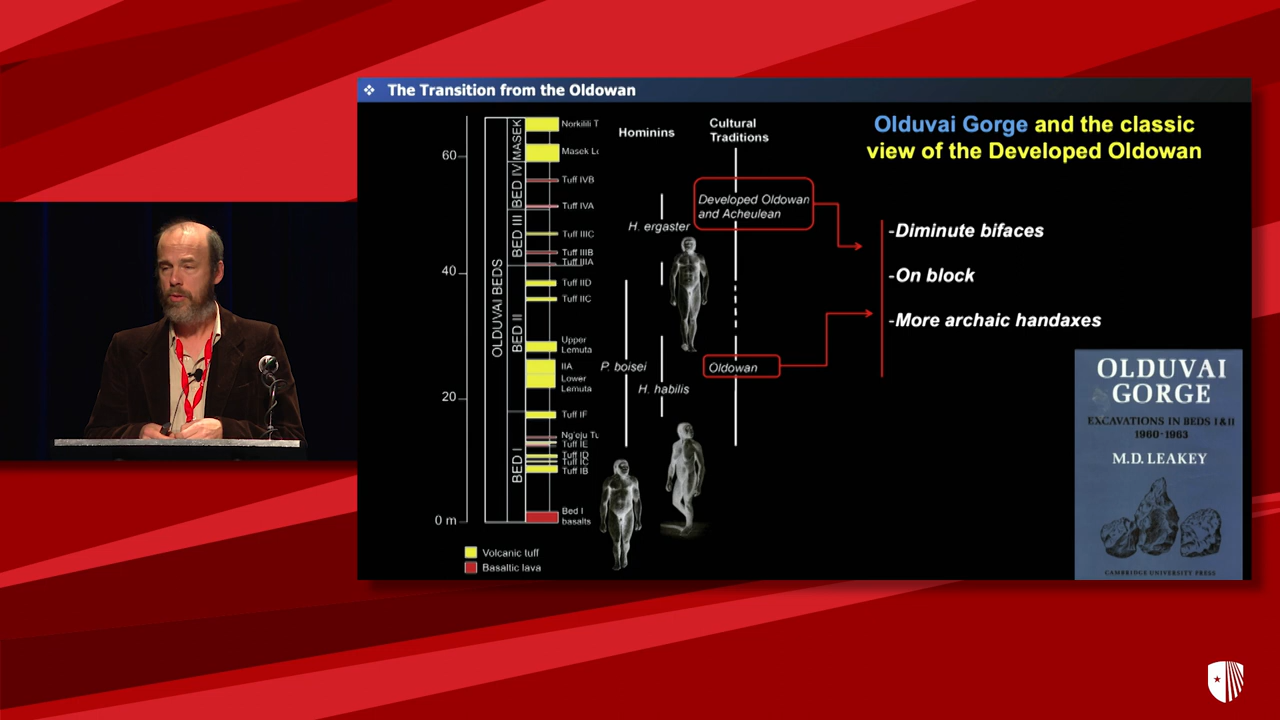 ❖ The Transition from the Oldowan
Olduvai Gorge and the classic
view of the Developed Oldowan
Hominins
Cultural
Traditions
60
40
20
0 m
OLDUVAI BEDS
MASEK
BED IV
BED III
BED II
BED I
Norkilili T
Masek
Tuff IVB
Tuff IVA
Tuff IIIC
Tuff IIIB
Tuff IIIA
Tuff IID
Tuff IIC
Upper
Lemuta
IIA
Lower
Lemuta
Tuff IF
Ng'oju Tu
Tuff IE
Tuff ID
Tuff IC
Tuff IB
Bed I
basalts
H. ergaster
P. boisei
H. habilis
Developed Oldowan
and Acheulean
Oldowan
-Diminute bifaces
-On block
-More archaic handaxes
Volcanic tuff
Basaltic lava
OLDUVAI
GORGE
EXCAVATIONS IN BEDS I & II
1960-1963
M.D. LEAKEY
CAMBRIDGE UNIVERSITY PRESS